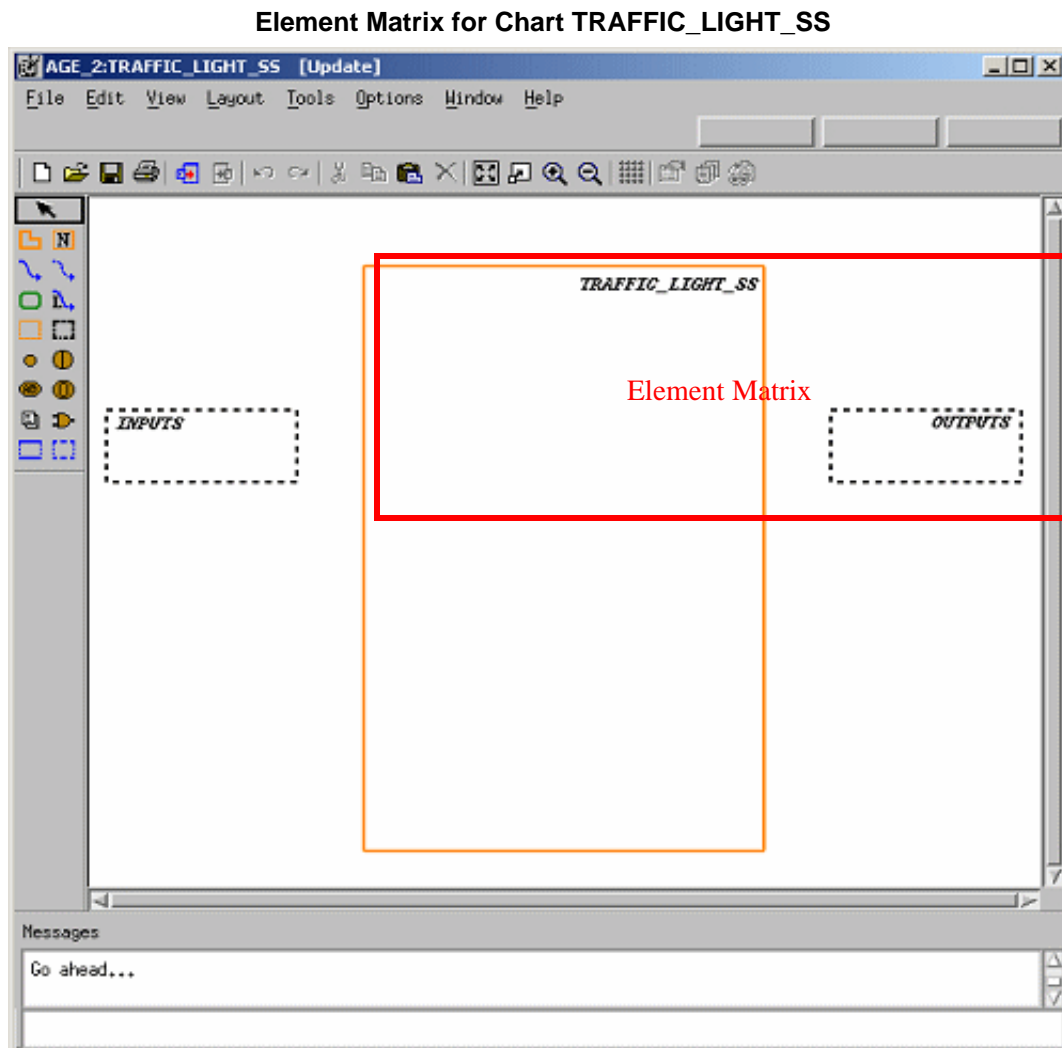 Element Matrix for Chart TRAFFIC_LIGHT_SS
AGE_2:TRAFFIC_LIGHT_SS [Update]
File Edit View Layout Tools Options Window Help
N
TRAFFIC_LIGHT_SS
Element Matrix
INPUTS
OUTPUTS
Messages
Go ahead...